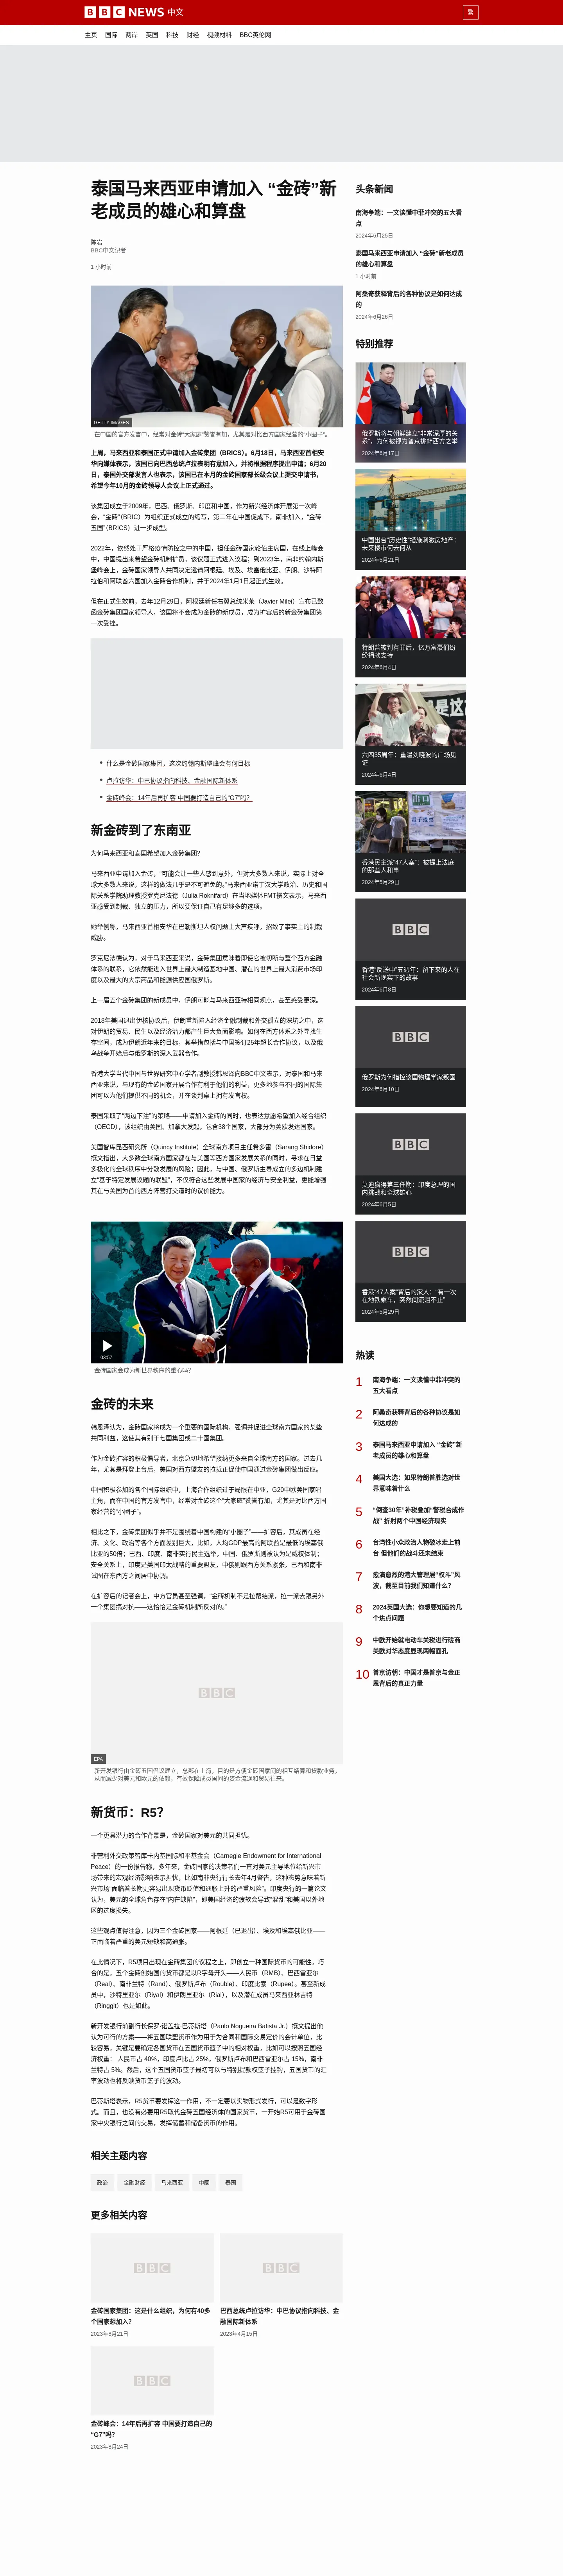 BBC NEWS 中文
繁
主页 国际 两岸 英国 科技 财经 视频材料 BBC英伦网
泰国马来西亚申请加入 “金砖”新
老成员的雄心和算盘
陈岩
BBC中文记者
1 小时前
GETTY IMAGES
在中国的官方发言中，经常对金砖“大家庭”赞誉有加，尤其是对比西方国家经营的“小圈子”。
上周，马来西亚和泰国正式申请加入金砖集团（BRICS）。6月18日，马来西亚首相安
华向媒体表示，该国已向巴西总统卢拉表明有意加入，并将根据程序提出申请；6月20
日，泰国外交部发言人也表示，该国已在本月的金砖国家部长级会议上提交申请书，
希望今年10月的金砖领导人会议上正式通过。
该集团成立于2009年，巴西、俄罗斯、印度和中国，作为新兴经济体开展第一次峰
会，“金砖”（BRIC）为组织正式成立的缩写，第二年在中国促成下，南非加入，“金砖
五国”（BRICS）进一步成型。
2022年，依然处于严格疫情防控之中的中国，担任金砖国家轮值主席国，在线上峰会
中，中国提出来希望金砖机制扩员，该议题正式进入议程；到2023年，南非约翰内斯
堡峰会上，金砖国家领导人共同决定邀请阿根廷、埃及、埃塞俄比亚、伊朗、沙特阿
拉伯和阿联酋六国加入金砖合作机制，并于2024年1月1日起正式生效。
但在正式生效前，去年12月29日，阿根廷新任右翼总统米莱（Javier Milei）宣布已致
函金砖集团国家领导人，该国将不会成为金砖的新成员，成为扩容后的新金砖集团第
一次受挫。
什么是金砖国家集团，这次约翰内斯堡峰会有何目标
卢拉访华：中巴协议指向科技、金融国际新体系
金砖峰会：14年后再扩容 中国要打造自己的“G7”吗？
新金砖到了东南亚
为何马来西亚和泰国希望加入金砖集团？
马来西亚申请加入金砖，“可能会让一些人感到意外，但对大多数人来说，实际上对全
球大多数人来说，这样的做法几乎是不可避免的。”马来西亚诺丁汉大学政治、历史和国
际关系学院助理教授罗克尼法德（Julia Roknifard）在当地媒体FMT撰文表示，马来西
亚感受到制裁、独立的压力，所以要保证自己有足够多的选项。
她举例称，马来西亚首相安华在巴勒斯坦人权问题上大声疾呼，招致了事实上的制裁
威胁。
罗克尼法德认为，对于马来西亚来说，金砖集团意味着即使它被切断与整个西方金融
体系的联系，它依然能进入世界上最大制造基地中国、潜在的世界上最大消费市场印
度以及最大的大宗商品和能源供应国俄罗斯。
上一届五个金砖集团的新成员中，伊朗可能与马来西亚持相同观点，甚至感受更深。
2018年美国退出伊核协议后，伊朗重新陷入经济金融制裁和外交孤立的深坑之中，这
对伊朗的贸易、民生以及经济潜力都产生巨大负面影响。如何在西方体系之外寻找生
存空间，成为伊朗近年来的目标，其举措包括与中国签订25年超长合作协议，以及俄
乌战争开始后与俄罗斯的深入武器合作。
香港大学当代中国与世界研究中心学者副教授韩恩泽向BBC中文表示，对泰国和马来
西亚来说，与现有的金砖国家开展合作有利于他们的利益，更多地参与不同的国际集
团可以为他们提供不同的机会，并在谈判桌上拥有发言权。
泰国采取了“两边下注”的策略——申请加入金砖的同时，也表达意愿希望加入经合组织
（OECD），该组织由美国、加拿大发起，包含38个国家，大部分为美欧发达国家。
美国智库昆西研究所（Quincy Institute）全球南方项目主任希多雷（Sarang Shidore）
撰文指出，大多数全球南方国家都在与美国等西方国家发展关系的同时，寻求在日益
多极化的全球秩序中分散发展的风险；因此，与中国、俄罗斯主导成立的多边机制建
立“基于特定发展议题的联盟”，不仅符合这些发展中国家的经济与安全利益，更能增强
其在与美国为首的西方阵营打交道时的议价能力。
03:57
金砖国家会成为新世界秩序的重心吗？
金砖的未来
韩恩泽认为，金砖国家将成为一个重要的国际机构，强调并促进全球南方国家的某些
共同利益，这使其有别于七国集团或二十国集团。
作为金砖扩容的积极倡导者，北京急切地希望接纳更多来自全球南方的国家。过去几
年，尤其是拜登上台后，美国对西方盟友的拉拢正促使中国通过金砖集团做出反应。
中国积极参加的各个国际组织中，上海合作组织过于局限在中亚，G20中欧美国家唱
主角，而在中国的官方发言中，经常对金砖这个“大家庭”赞誉有加，尤其是对比西方国
家经营的“小圈子”。
相比之下，金砖集团似乎并不是围绕着中国构建的“小圈子”——扩容后，其成员在经
济、文化、政治等各个方面差别巨大，比如，人均GDP最高的阿联酋是最低的埃塞俄
比亚的50倍；巴西、印度、南非实行民主选举，中国、俄罗斯则被认为是威权体制；
安全关系上，印度是美国印太战略的重要盟友，中俄则跟西方关系紧张，巴西和南非
试图在东西方之间居中协调。
在扩容后的记者会上，中方官员甚至强调，“金砖机制不是拉帮结派，拉一派去跟另外
一个集团搞对抗——这恰恰是金砖机制所反对的。”
BBC
EPA
新开发银行由金砖五国倡议建立，总部在上海，目的是方便金砖国家间的相互结算和贷款业务，
从而减少对美元和欧元的依赖，有效保障成员国间的资金流通和贸易往来。
新货币：R5？
一个更具潜力的合作背景是，金砖国家对美元的共同担忧。
非营利外交政策智库卡内基国际和平基金会（Carnegie Endowment for International
Peace）的一份报告称，多年来，金砖国家的决策者们一直对美元主导地位给新兴市
场带来的宏观经济影响表示担忧，比如南非央行行长去年4月警告，这种态势意味着新
兴市场“面临着长期更容易出现货币贬值和通胀上升的严重风险”。印度央行的一篇论文
认为，美元的全球角色存在“内在缺陷”，即美国经济的疲软会导致“混乱”和美国以外地
区的过度损失。
这些观点值得注意，因为三个金砖国家——阿根廷（已退出）、埃及和埃塞俄比亚——
正面临着严重的美元短缺和高通胀。
在此情况下，R5项目出现在金砖集团的议程之上，即创立一种国际货币的可能性。巧
合的是，五个金砖创始国的货币都是以R字母开头——人民币（RMB）、巴西雷亚尔
（Real）、南非兰特（Rand）、俄罗斯卢布（Rouble）、印度比索（Rupee）。甚至新成
员中，沙特里亚尔（Riyal）和伊朗里亚尔（Rial），以及潜在成员马来西亚林吉特
（Ringgit）也是如此。
新开发银行前副行长保罗·诺盖拉·巴蒂斯塔（Paulo Nogueira Batista Jr.）撰文提出他
认为可行的方案——将五国联盟货币作为用于为合同和国际交易定价的会计单位，比
较容易，关键是要确定各国货币在五国货币篮子中的相对权重，比如可以按照五国经
济权重： 人民币占 40%，印度卢比占 25%，俄罗斯卢布和巴西雷亚尔占 15%，南非
兰特占 5%。然后，这个五国货币篮子最初可以与特别提款权篮子挂钩，五国货币的汇
率波动也将反映货币篮子的波动。
巴蒂斯塔表示，R5货币要发挥这一作用，不一定要以实物形式发行，可以是数字形
式。而且，也没有必要用R5取代金砖五国经济体的国家货币，一开始R5可用于金砖国
家中央银行之间的交易，发挥储蓄和储备货币的作用。
相关主题内容
政治 金融财经 马来西亚 中國 泰国
更多相关内容
BBC BBC
金砖国家集团：这是什么组织，为何有40多
个国家想加入？
2023年8月21日
巴西总统卢拉访华：中巴协议指向科技、金
融国际新体系
2023年4月15日
BBC
金砖峰会：14年后再扩容 中国要打造自己的
“G7”吗？
2023年8月24日
头条新闻
南海争端：一文读懂中菲冲突的五大看
点
2024年6月25日
泰国马来西亚申请加入 “金砖”新老成员
的雄心和算盘
1 小时前
阿桑奇获释背后的各种协议是如何达成
的
2024年6月26日
特别推荐
俄罗斯将与朝鲜建立“非常深厚的关
系”，为何被视为普京挑衅西方之举
2024年6月17日
中国出台“历史性”措施刺激房地产：
未来楼市何去何从
2024年5月21日
特朗普被判有罪后，亿万富豪们纷
纷捐款支持
2024年6月4日
六四35周年：重温刘晓波的广场见
证
2024年6月4日
香港民主派“47人案”：被提上法庭
的那些人和事
2024年5月29日
BBC
香港“反送中”五週年：留下来的人在
社会新现实下的故事
2024年6月8日
BBC
俄罗斯为何指控该国物理学家叛国
2024年6月10日
BBC
莫迪赢得第三任期：印度总理的国
内挑战和全球雄心
2024年6月5日
BBC
香港“47人案”背后的家人：“有一次
在地铁乘车，突然间流泪不止”
2024年5月29日
热读
1 南海争端：一文读懂中菲冲突的
五大看点
2 阿桑奇获释背后的各种协议是如
何达成的
3 泰国马来西亚申请加入 “金砖”新
老成员的雄心和算盘
4 美国大选：如果特朗普胜选对世
界意味着什么
5 “倒查30年”补税叠加“警税合成作
战” 折射两个中国经济现实
6 台湾性小众政治人物破冰走上前
台 但他们的战斗还未结束
7 愈演愈烈的港大管理层“权斗”风
波，截至目前我们知道什么？
8 2024英国大选：你想要知道的几
个焦点问题
9 中欧开始就电动车关税进行磋商
美欧对华态度显现两幅面孔
10 普京访朝：中国才是普京与金正
恩背后的真正力量